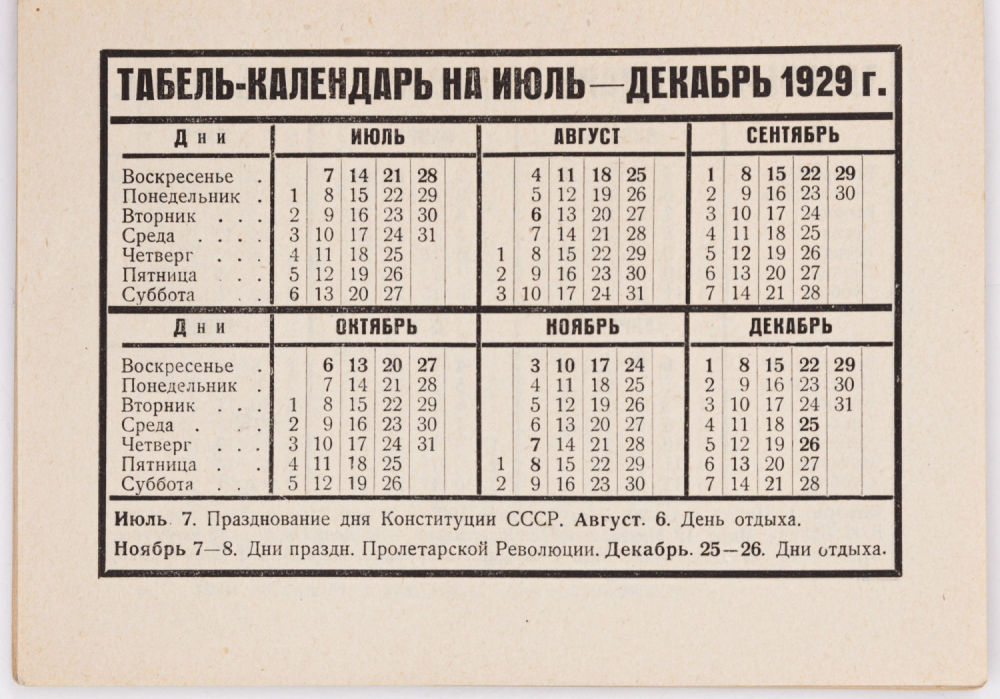 ТАБЕЛЬ-КАЛЕНДАРЬ НА ИЮЛЬ—ДЕКАБРЬ 1929 г.
Дни ИЮЛЬ АВГУСТ СЕНТЯБРЬ
Воскресенье . 7 14 21 28 4 11 18 25 1 8 15 22 29
Понедельник . 1 8 15 22 29 5 12 19 26 2 9 16 23 30
Вторник . . . 2 9 16 23 30 6 13 20 27 3 10 17 24
Среда . . . . 3 10 17 24 31 7 14 21 28 4 11 18 25
Четверг . . . 4 11 18 25 1 8 15 22 29 5 12 19 26
Пятница . . . 5 12 19 26 2 9 16 23 30 6 13 20 27
Суббота . . 6 13 20 27 3 10 17 24 31 7 14 21 28
Дни ОКТЯБРЬ НОЯБРЬ ДЕКАБРЬ
Воскресенье . 6 13 20 27 3 10 17 24 1 8 15 22 29
Понедельник . 7 14 21 28 4 11 18 25 2 9 16 23 30
Вторник . . . 1 8 15 22 29 5 12 19 26 3 10 17 24 31
Среда . . . 2 9 16 23 30 6 13 20 27 4 11 18 25
Четверг . . . 3 10 17 24 31 7 14 21 28 5 12 19 26
Пятница . . 4 11 18 25 1 8 15 22 29 6 13 20 27
Суббота . . 5 12 19 26 2 9 16 23 30 7 14 21 28
Июль 7. Празднование дня Конституции СССР. Август. 6. День отдыха.
Ноябрь 7—8. Дни праздн. Пролетарской Революции. Декабрь. 25—26. Дни отдыха.